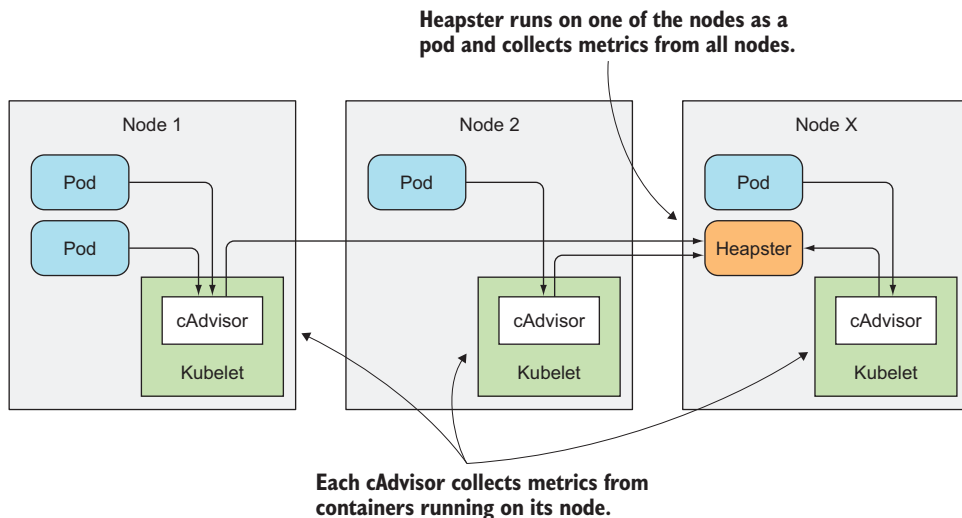 Heapster runs on one of the nodes as a
pod and collects metrics from all nodes.
Node 1
Node 2
Node X
Pod
Pod
Pod
Pod
Heapster
cAdvisor
cAdvisor
cAdvisor
Kubelet
Kubelet
Kubelet
Each cAdvisor collects metrics from
containers running on its node.